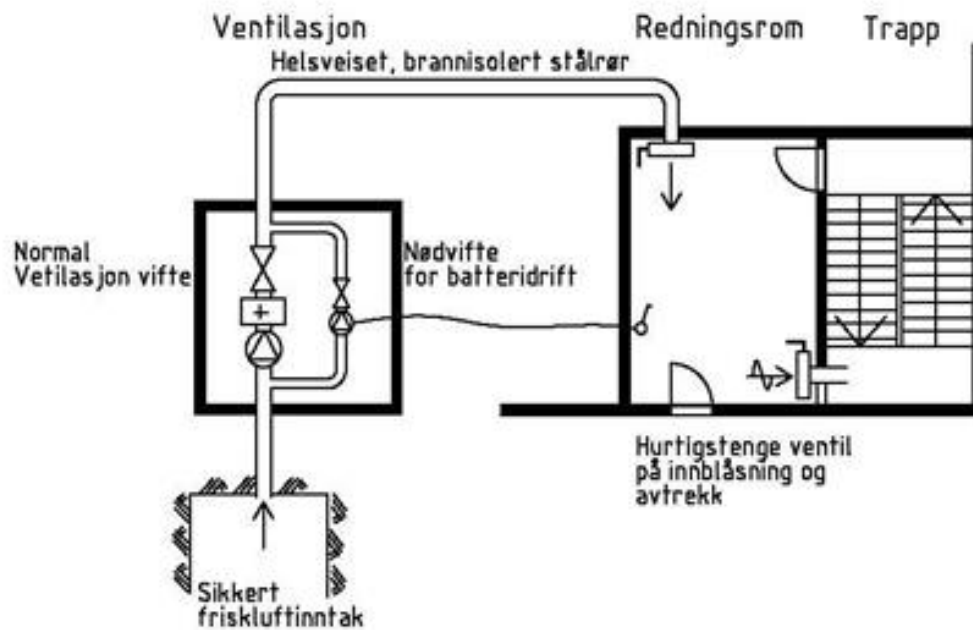 Ventilasjon
Redningsrom
Trapp
Helsveiset, brannisolert stålrør
Normal
Vetilasjon vifte
Nødvifte
for batteridrift
Hurtigstenge ventil
på innblåsning og
avtrekk
Sikkert
friskluftinntak